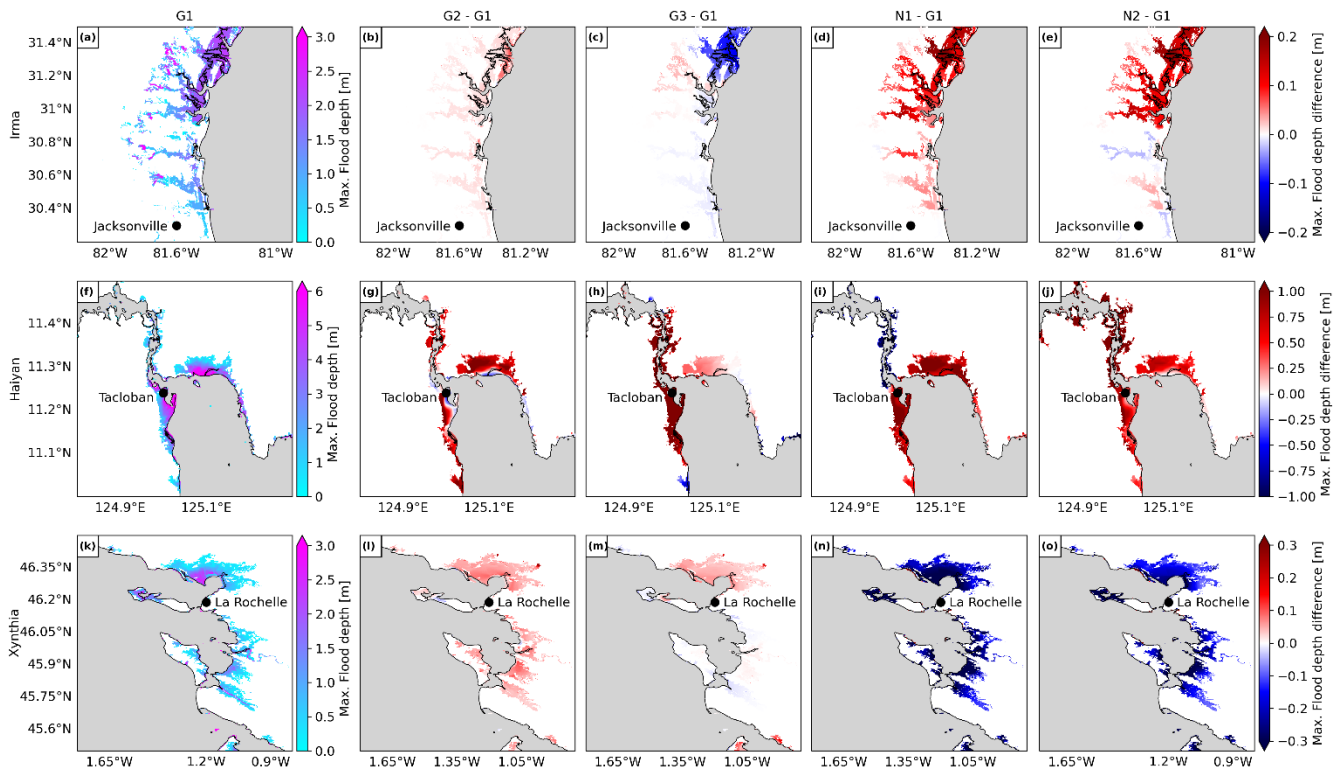 G1 G2 - G1 G3 - G1 N1 - G1 N2 - G1
Irma
31.4°N
31.2°N
31°N
30.8°N
30.6°N
30.4°N
(a) Jacksonville
82°W 81.6°W 81°W
3.0
2.5
2.0
1.5
1.0
0.5
0.0
Max. Flood depth [m]
(b) Jacksonville
82°W 81.6°W 81.2°W
(c) Jacksonville
82°W 81.6°W 81.2°W
(d) Jacksonville
82°W 81.6°W 81.2°W
(e) Jacksonville
82°W 81.6°W 81°W
0.2
0.1
0.0
−0.1
−0.2
Max. Flood depth difference [m]
Haiyan
11.4°N
11.3°N
11.2°N
11.1°N
(f) Tacloban
124.9°E 125.1°E
6
5
4
3
2
1
0
Max. Flood depth [m]
(g) Tacloban
124.9°E 125.1°E
(h) Tacloban
124.9°E 125.1°E
(i) Tacloban
124.9°E 125.1°E
(j) Tacloban
124.9°E 125.1°E
1.00
0.75
0.50
0.25
0.00
−0.25
−0.50
−0.75
−1.00
Max. Flood depth difference [m]
Xynthia
46.35°N
46.2°N
46.05°N
45.9°N
45.75°N
45.6°N
(k) La Rochelle
1.65°W 1.2°W 0.9°W
3.0
2.5
2.0
1.5
1.0
0.5
0.0
Max. Flood depth [m]
(l) La Rochelle
1.65°W 1.35°W 1.05°W
(m) La Rochelle
1.65°W 1.35°W 1.05°W
(n) La Rochelle
1.65°W 1.35°W 1.05°W
(o) La Rochelle
1.65°W 1.2°W 0.9°W
0.3
0.2
0.1
0.0
−0.1
−0.2
−0.3
Max. Flood depth difference [m]